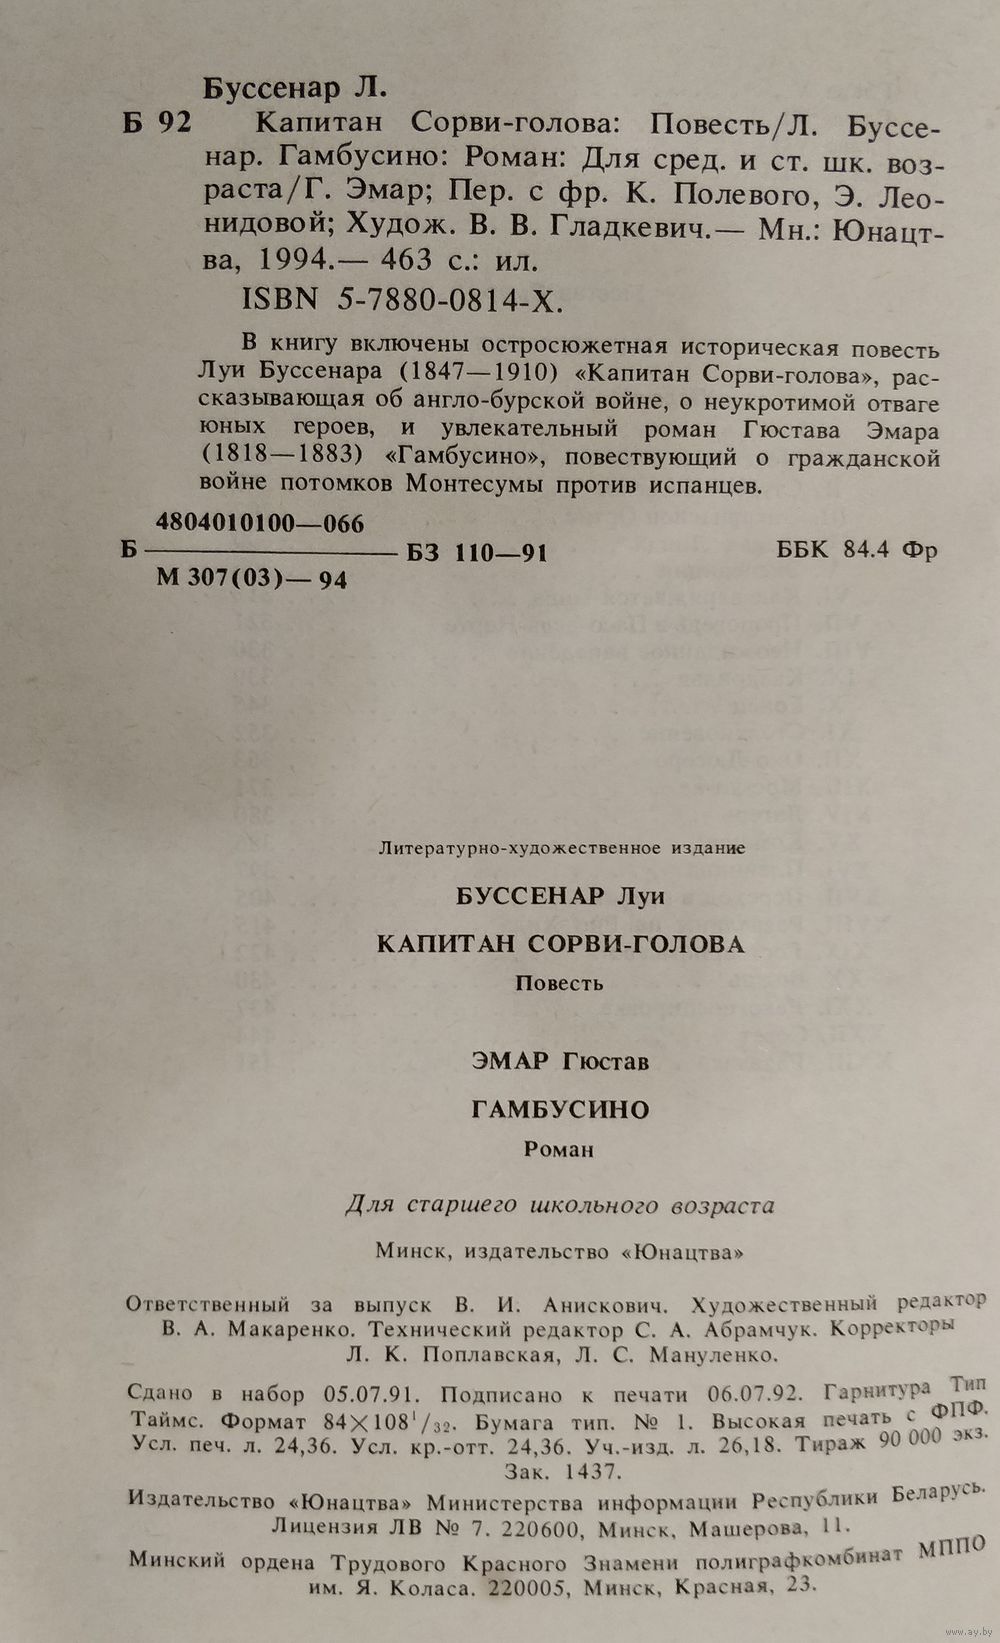 Буссенар Л.
Б 92 Капитан Сорви-голова: Повесть/Л. Буссе-
нар. Гамбусино: Роман: Для сред. и ст. шк. воз-
раста/Г. Эмар; Пер. с фр. К. Полевого, Э. Лео-
нидовой; Худож. В. В. Гладкевич.— Мн.: Юнацт-
ва, 1994.— 463 с.: ил.
ISBN 5-7880-0814-X.
В книгу включены остросюжетная историческая повесть
Луи Буссенара (1847—1910) «Капитан Сорви-голова», рас-
сказывающая об англо-бурской войне, о неукротимой отваге
юных героев, и увлекательный роман Гюстава Эмара
(1818—1883) «Гамбусино», повествующий о гражданской
войне потомков Монтесумы против испанцев.
4804010100—066
Б БЗ 110—91 ББК 84.4 Фр
М 307(03)—94
Литературно-художественное издание
БУССЕНАР Луи
КАПИТАН СОРВИ-ГОЛОВА
Повесть
ЭМАР Гюстав
ГАМБУСИНО
Роман
Для старшего школьного возраста
Минск, издательство «Юнацтва»
Ответственный за выпуск В. И. Анискович. Художественный редактор
В. А. Макаренко. Технический редактор С. А. Абрамчук. Корректоры
Л. К. Поплавская, Л. С. Мануленко.
Сдано в набор 05.07.91. Подписано к печати 06.07.92. Гарнитура Тип
Таймс. Формат 84×108¹/₃₂. Бумага тип. № 1. Высокая печать с ФПФ.
Усл. печ. л. 24,36. Усл. кр.-отт. 24,36. Уч.-изд. л. 26,18. Тираж 90 000 экз.
Зак. 1437.
Издательство «Юнацтва» Министерства информации Республики Беларусь.
Лицензия ЛВ № 7. 220600, Минск, Машерова, 11.
Минский ордена Трудового Красного Знамени полиграфкомбинат МППО
им. Я. Коласа. 220005, Минск, Красная, 23.
www.ay.by